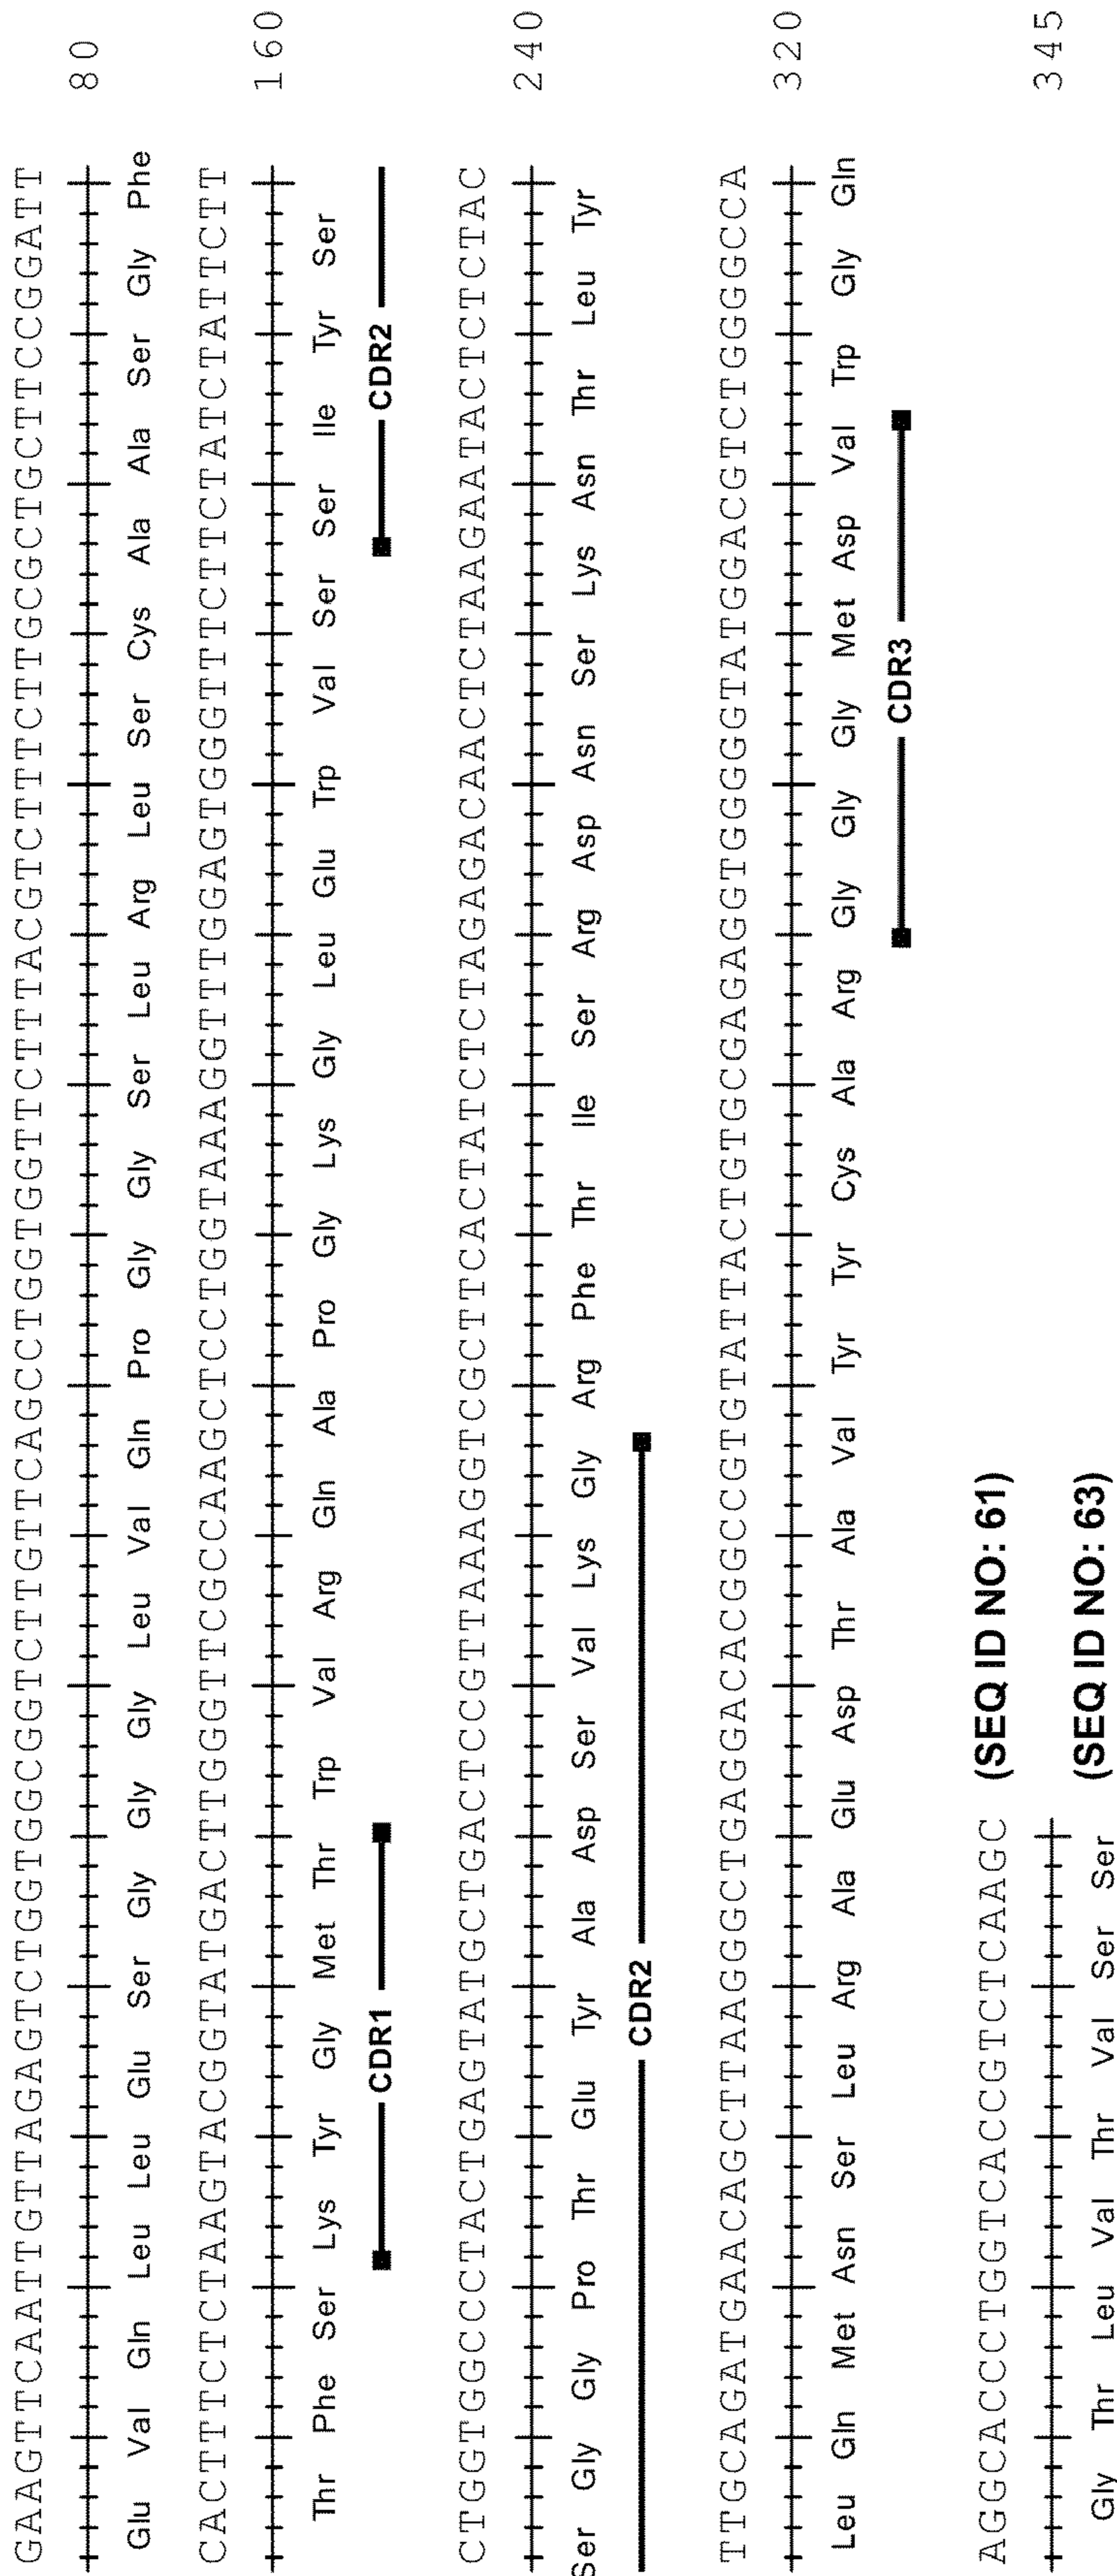 GAAGTTCAATTGTTAGAGTCTGGTGGCGGTCTTGTTCAGCCTGGTGGTTCTTTACGTCTTTCTTGCGCTGCTTCCGGATT
80
Glu Val Gln Leu Leu Glu Ser Gly Gly Gly Leu Val Gln Pro Gly Gly Ser Leu Arg Leu Ser Cys Ala Ala Ser Gly Phe
CACTTTCTCTAAGTACGGTATGACTTGGGTTCGCCAAGCTCCTGGTAAAGGTTTGGAGTGGGTTTCTTCTATCTATTCTT
160
Thr Phe Ser Lys Tyr Gly Met Thr Trp Val Arg Gln Ala Pro Gly Lys Gly Leu Glu Trp Val Ser Ser Ile Tyr Ser
CDR1 CDR2
CTGGTGGCCCTACTGAGTATGCTGACTCCGTTAAAGGTCGCTTCACTATCTCTAGAGACAACTCTAAGAATACTCTCTAC
240
Ser Gly Gly Pro Thr Glu Tyr Ala Asp Ser Val Lys Gly Arg Phe Thr Ile Ser Arg Asp Asn Ser Lys Asn Thr Leu Tyr
CDR2
TTGCAGATGAACAGCTTAAGGGCTGAGGACACGGCCGTGTATTACTGTGCGAGAGGTGGGGGTATGGACGTCTGGGGCCA
320
Leu Gln Met Asn Ser Leu Arg Ala Glu Asp Thr Ala Val Tyr Tyr Cys Ala Arg Gly Gly Gly Met Asp Val Trp Gly Gln
CDR3
AGGCACCCTGGTCACCGTCTCAAGC (SEQ ID NO: 61)
345
Gly Thr Leu Val Thr Val Ser Ser (SEQ ID NO: 63)